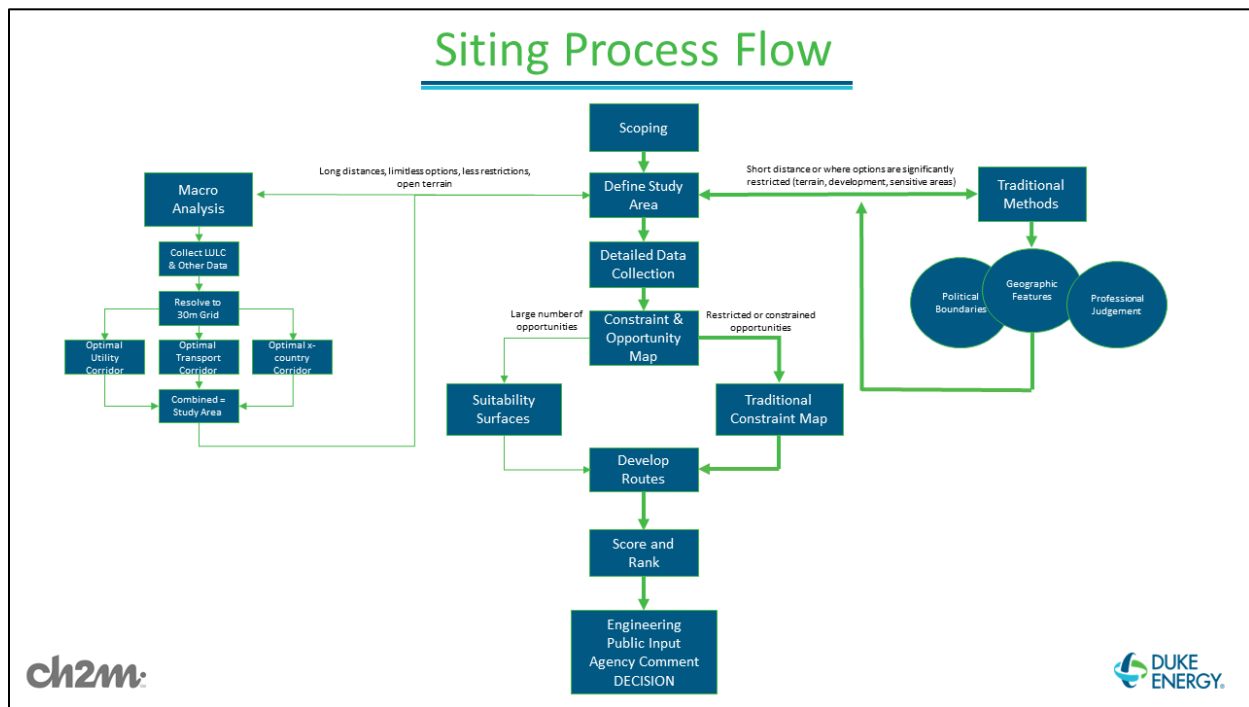 Siting Process Flow
Scoping
Long distances, limitless options, less restrictions,
open terrain
Short distance or where options are significantly
restricted (terrain, development, sensitive areas)
Macro
Analysis
Define Study
Area
Traditional
Methods
Collect LULC
& Other Data
Detailed Data
Collection
Political
Boundaries
Geographic
Features
Professional
Judgement
Resolve to
30m Grid
Large number of
opportunities
Constraint &
Opportunity
Map
Restricted or constrained
opportunities
Optimal
Utility
Corridor
Optimal
Transport
Corridor
Optimal x-
country
Corridor
Combined =
Study Area
Suitability
Surfaces
Traditional
Constraint Map
Develop
Routes
Score and
Rank
Engineering
Public Input
Agency Comment
DECISION
ch2m:
DUKE
ENERGY®